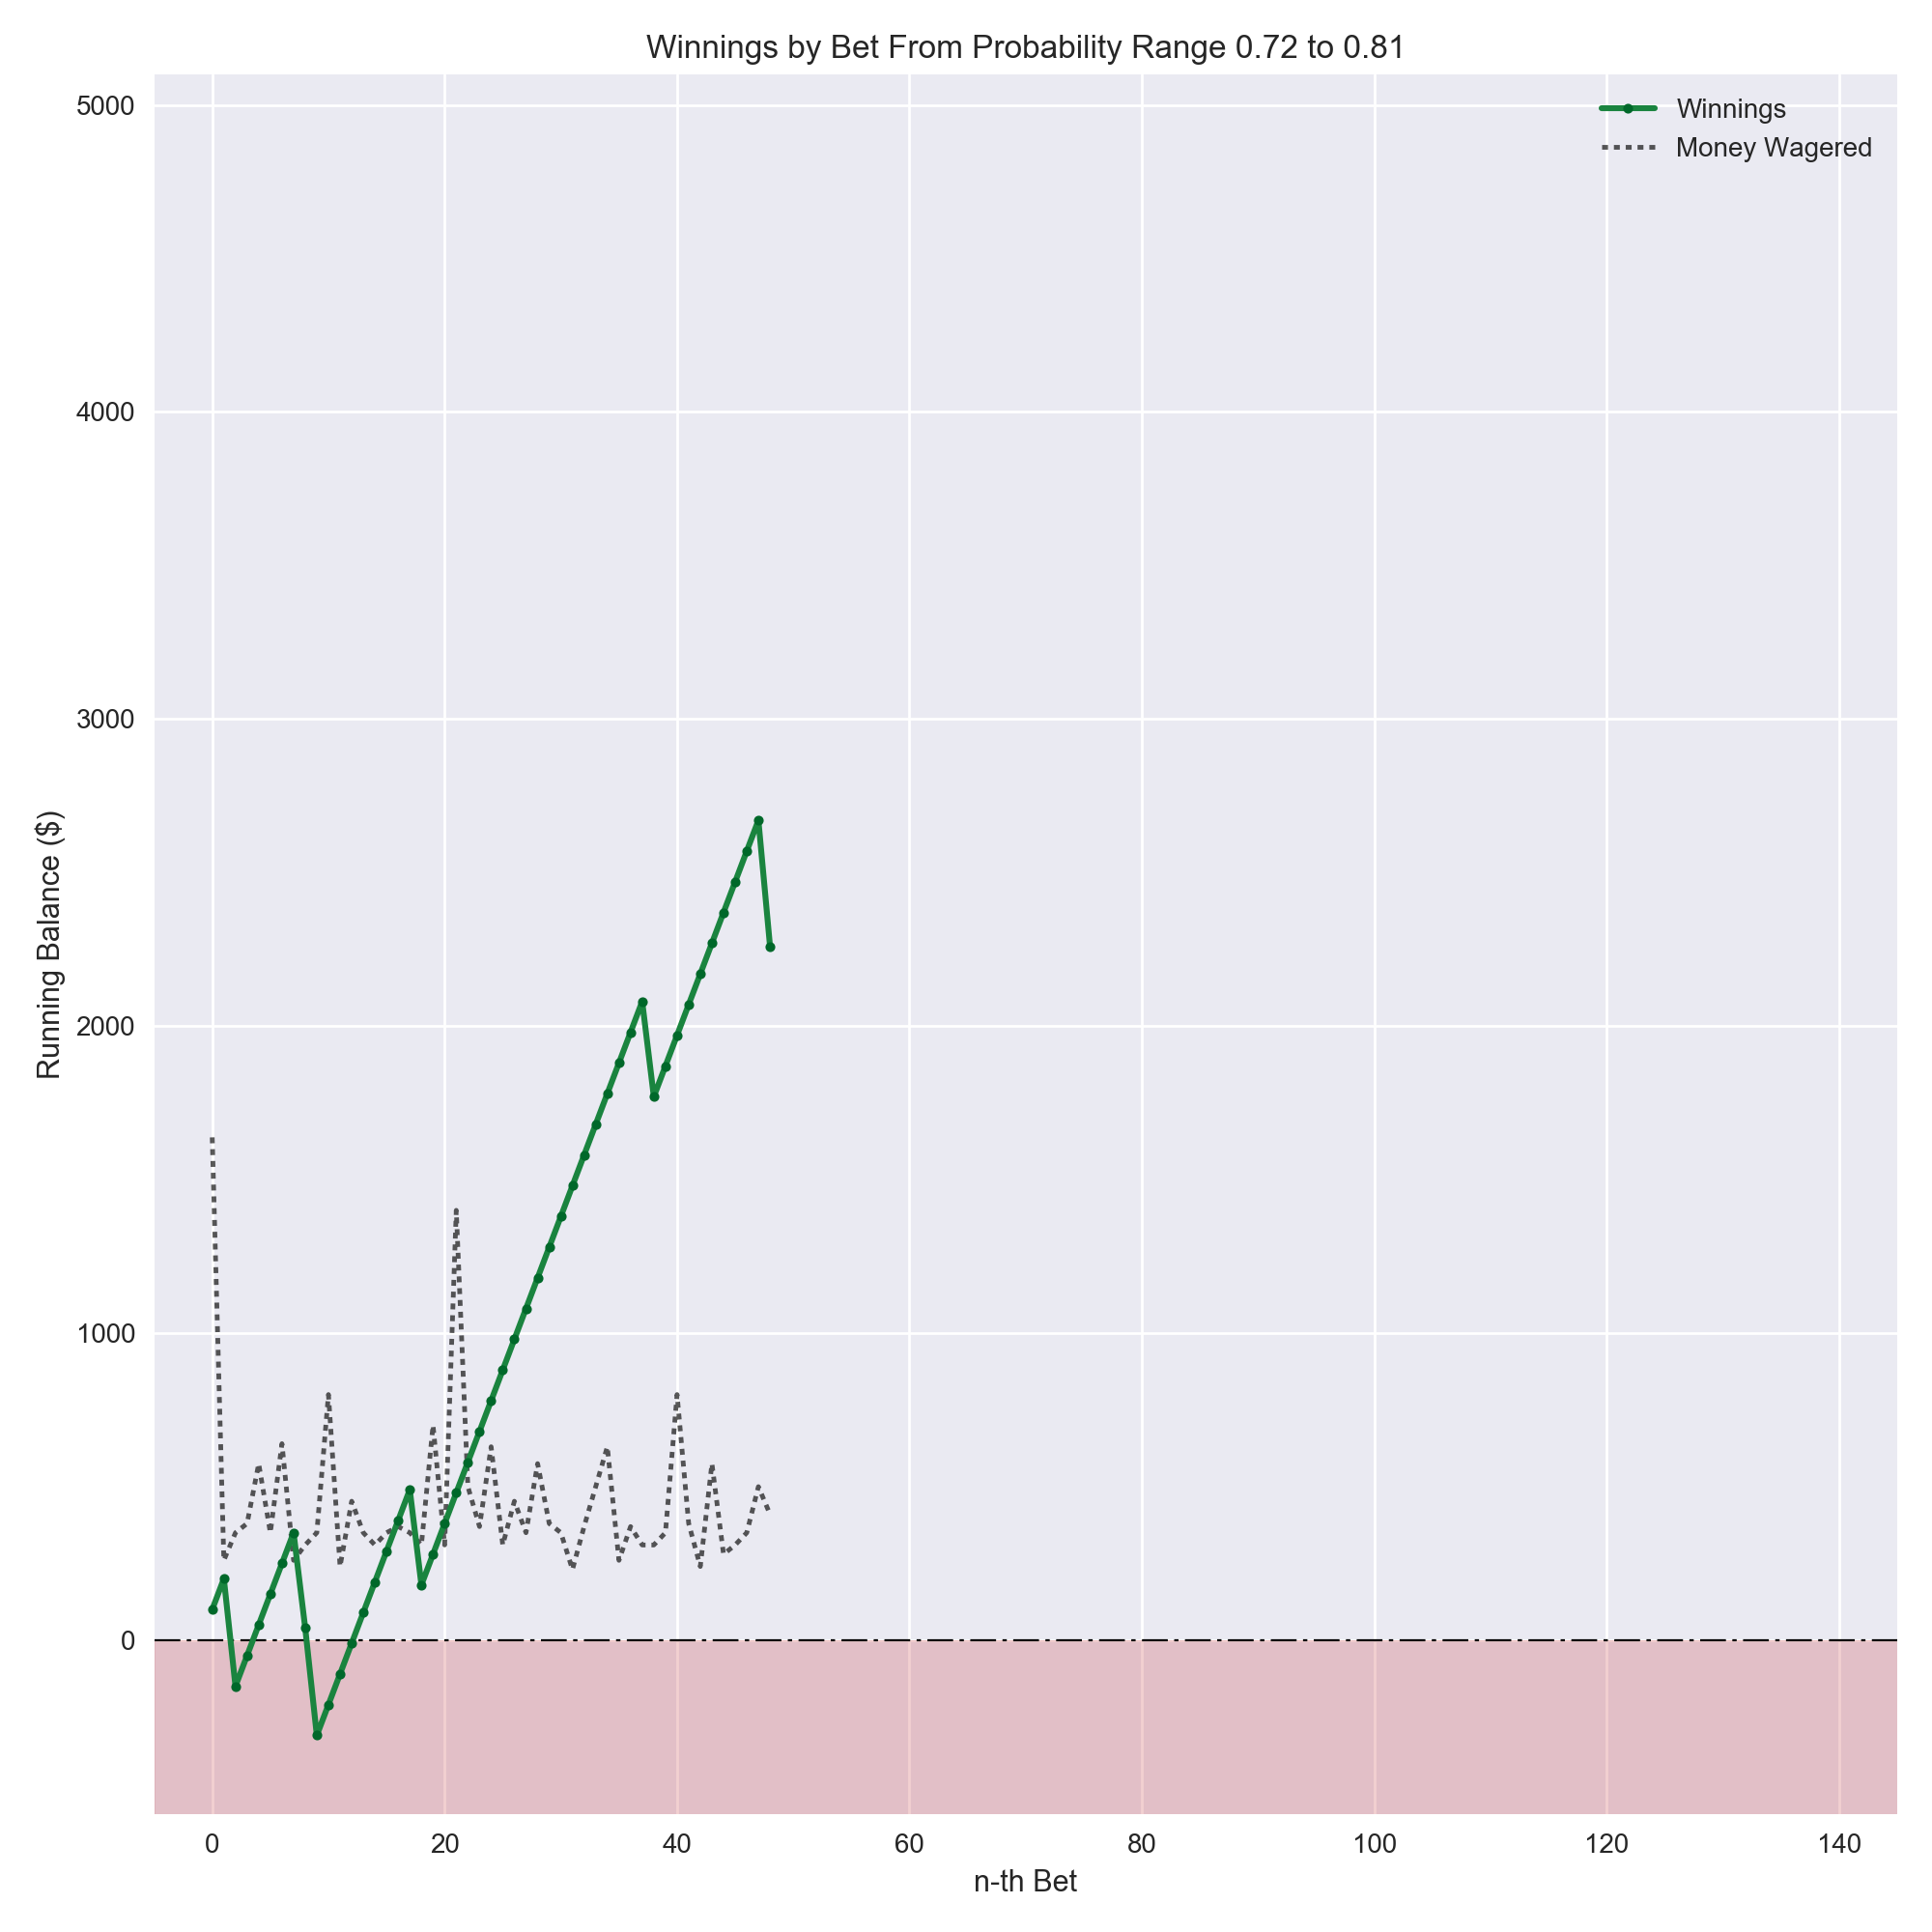 Winnings by Bet From Probability Range 0.72 to 0.81
Winnings
Money Wagered
5000
4000
3000
2000
1000
0
Running Balance ($)
0 20 40 60 80 100 120 140
n-th Bet